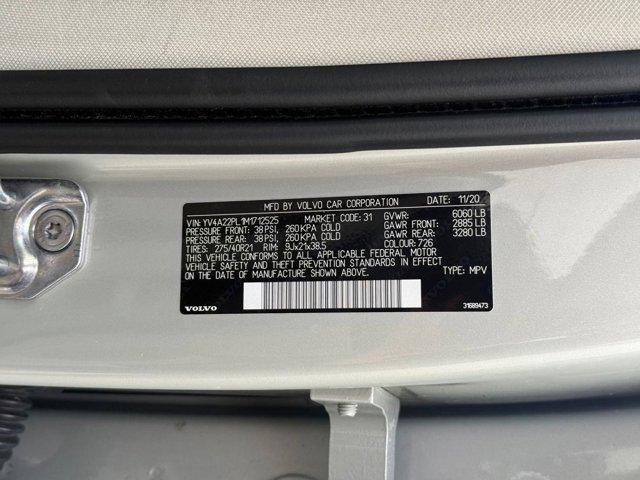 MFD BY VOLVO CAR CORPORATION DATE: 11/20
VIN: YV4A22PL1M1712525 MARKET CODE: 31 GVWR: 6060 LB
PRESSURE FRONT: 38 PSI, 260 KPA COLD GAWR FRONT: 2885 LB
PRESSURE REAR: 38 PSI, 260 KPA COLD GAWR REAR: 3280 LB
TIRE: 275/40R21 RIM: 9Jx21x38.5 COLOUR: 726
THIS VEHICLE CONFORMS TO ALL APPLICABLE FEDERAL MOTOR
VEHICLE SAFETY AND THEFT PREVENTION STANDARDS IN EFFECT
ON THE DATE OF MANUFACTURE SHOWN ABOVE. TYPE: MPV
VOLVO 31689473